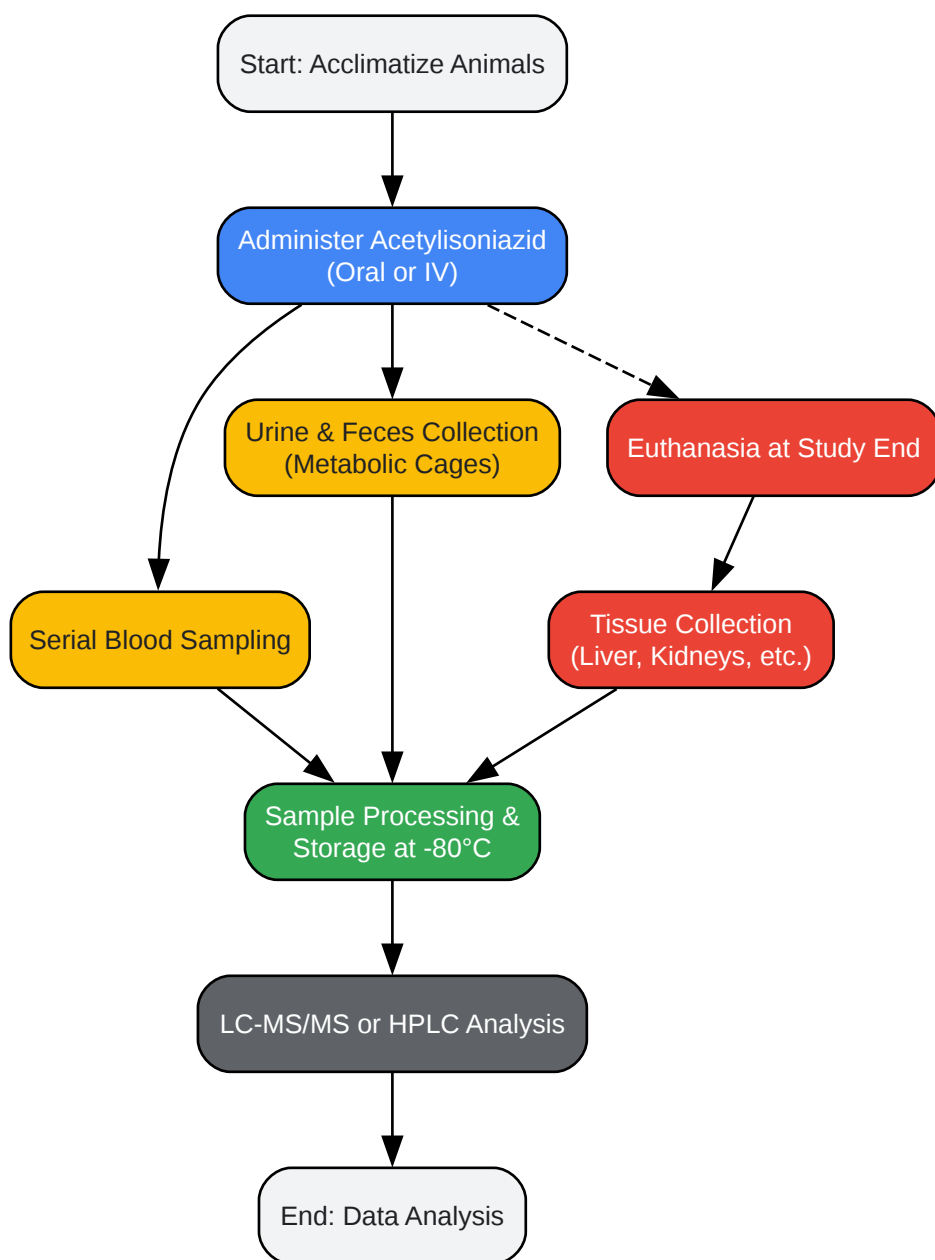 Start: Acclimatize Animals
Administer Acetylisoniazid
(Oral or IV)
Urine & Feces Collection
(Metabolic Cages)
Euthanasia at Study End
Serial Blood Sampling
Tissue Collection
(Liver, Kidneys, etc.)
Sample Processing &
Storage at -80°C
LC-MS/MS or HPLC Analysis
End: Data Analysis